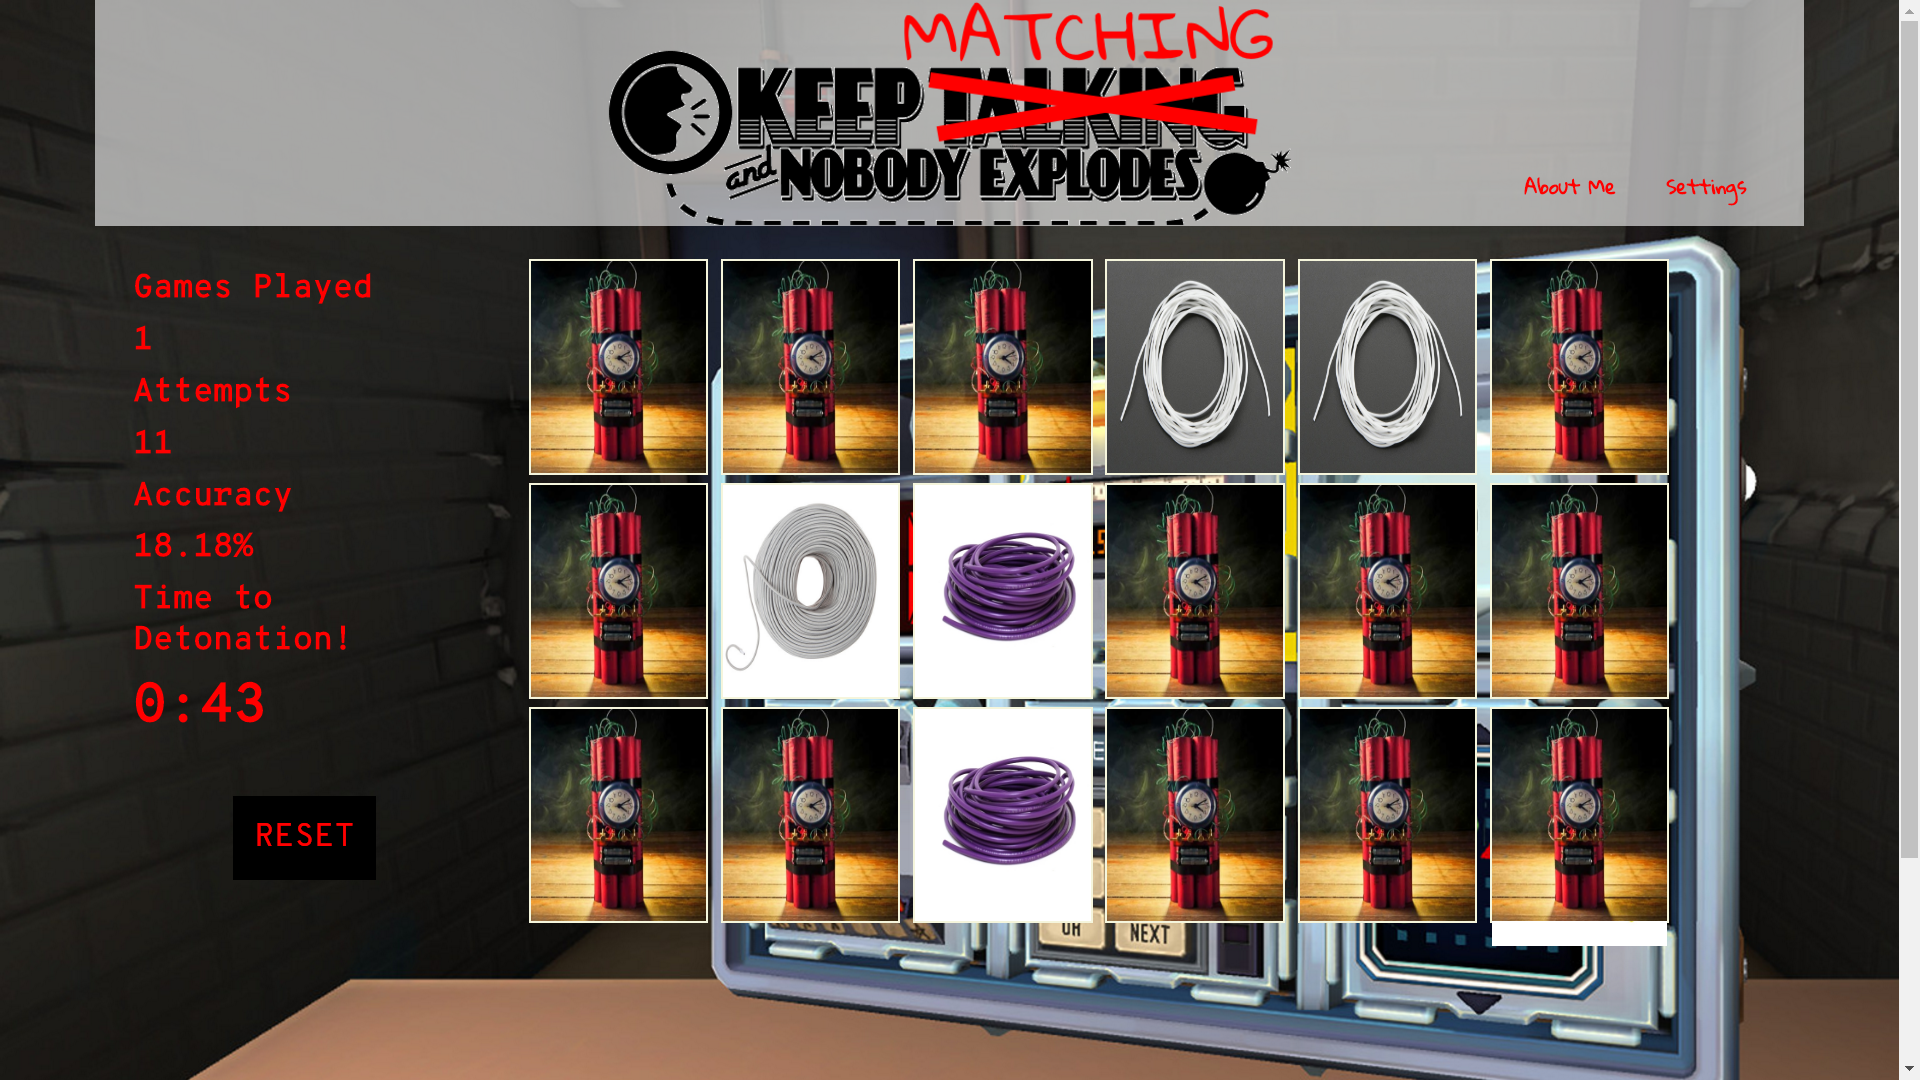 MATCHING
KEEP TALKING
and NOBODY EXPLODES
About Me
Settings
Games Played
1
Attempts
11
Accuracy
18.18%
Time to
Detonation!
0:43
RESET
NEXT